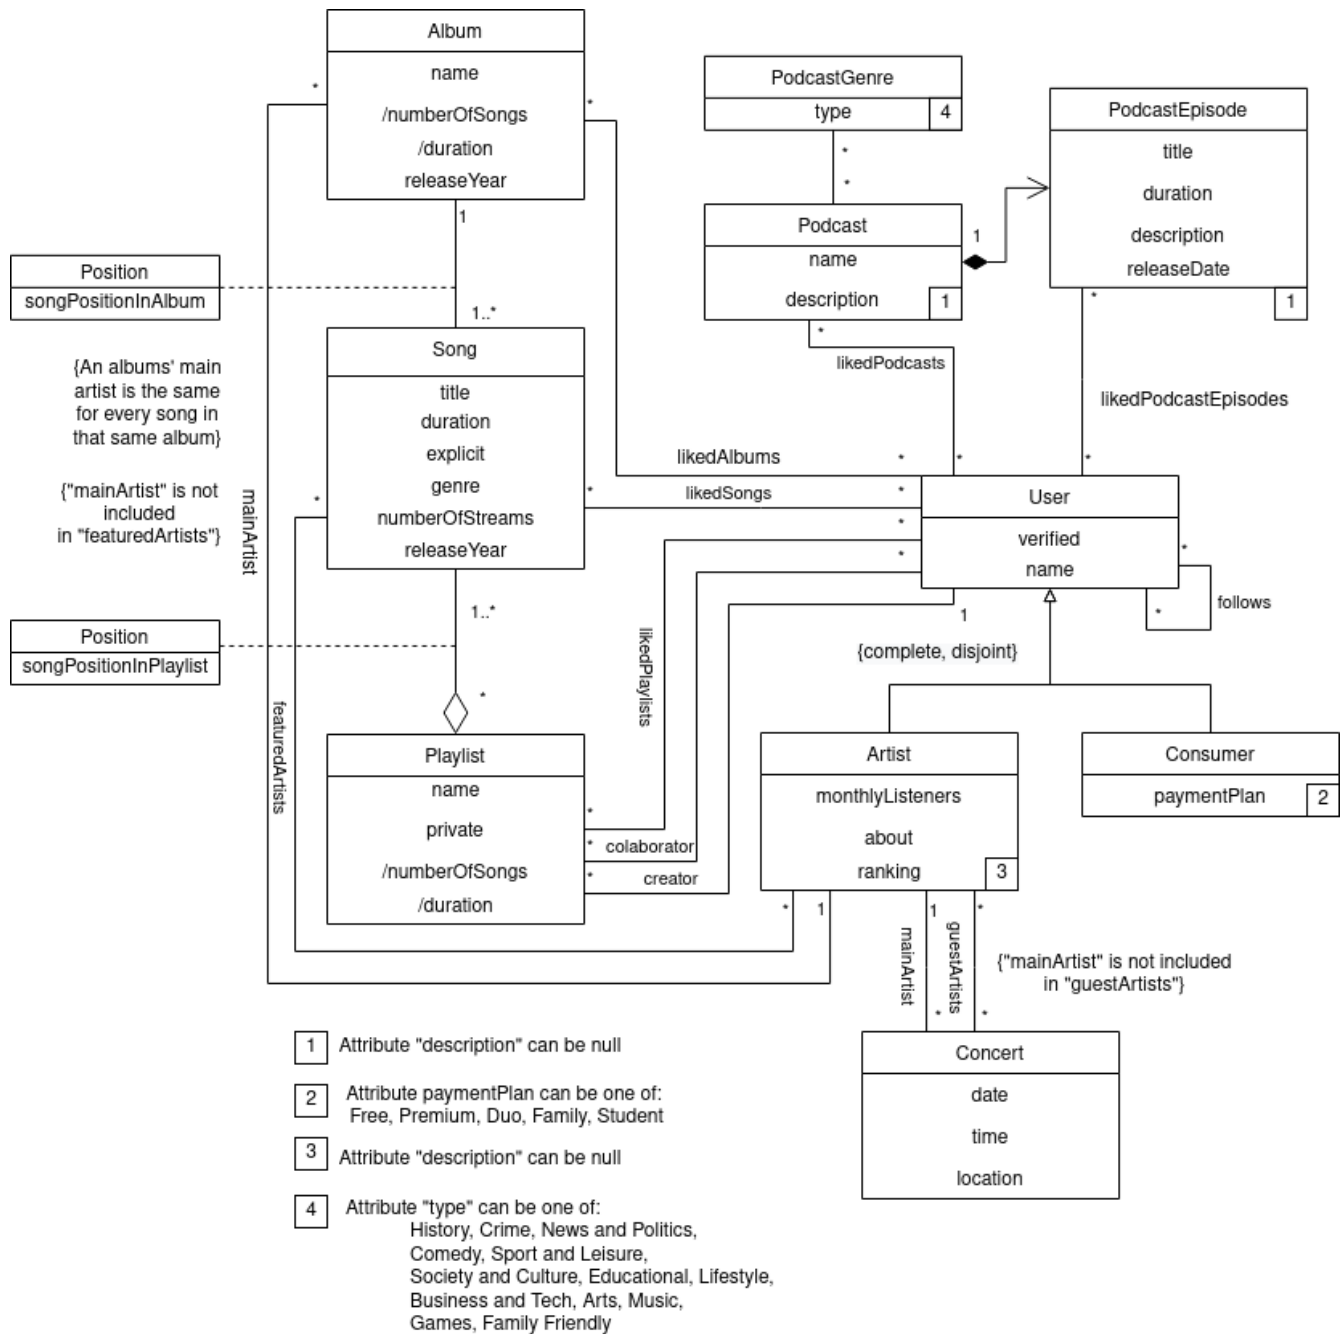 Album
name
/numberOfSongs
/duration
releaseYear
*
*
1
PodcastGenre
type
4
*
*
PodcastEpisode
title
duration
description
releaseDate
1
*
Podcast
name
description
1
1
*
likedPodcasts
likedPodcastEpisodes
Position
songPositionInAlbum
1..*
{An albums' main
artist is the same
for every song in
that same album}
{"mainArtist" is not
included
in "featuredArtists"}
mainArtist
Song
title
duration
explicit
genre
numberOfStreams
releaseYear
*
*
likedAlbums
*
likedSongs
*
*
*
*
*
User
verified
name
*
*
follows
1
{complete, disjoint}
Position
songPositionInPlaylist
1..*
*
likedPlaylists
featuredArtists
Playlist
name
private
/numberOfSongs
/duration
*
*
colaborator
*
creator
Artist
monthlyListeners
about
ranking
3
Consumer
paymentPlan
2
*
1
1
*
mainArtist
guestArtists
{"mainArtist" is not included
in "guestArtists"}
*
*
Concert
date
time
location
1
Attribute "description" can be null
2
Attribute paymentPlan can be one of:
Free, Premium, Duo, Family, Student
3
Attribute "description" can be null
4
Attribute "type" can be one of:
History, Crime, News and Politics,
Comedy, Sport and Leisure,
Society and Culture, Educational, Lifestyle,
Business and Tech, Arts, Music,
Games, Family Friendly